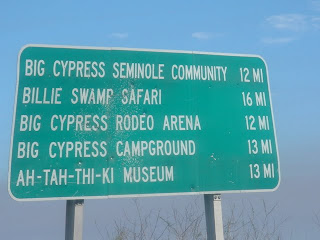 BIG CYPRESS SEMINOLE COMMUNITY 12 MI
BILLIE SWAMP SAFARI 16 MI
BIG CYPRESS RODEO ARENA 12 MI
BIG CYPRESS CAMPGROUND 13 MI
AH-TAH-THI-KI MUSEUM 13 MI